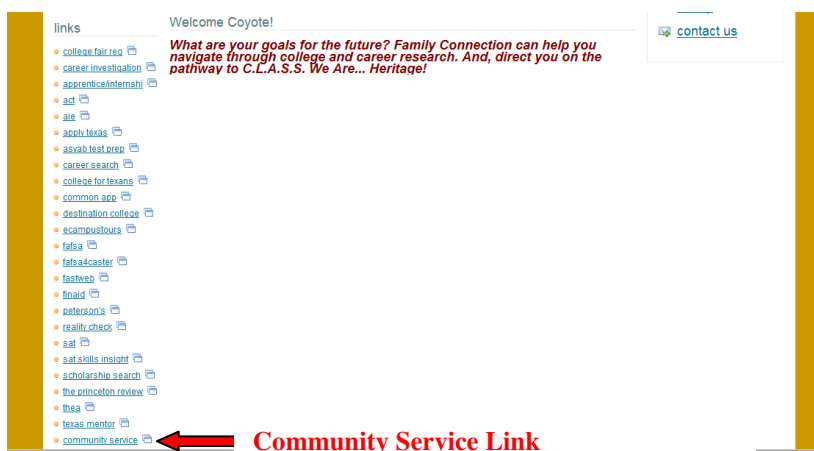 links
college fair reg
career investigation
apprentice/internshi
act
aie
apply texas
asvab test prep
career search
college for texans
common app
destination college
ecampustours
fafsa
fafsa4caster
fastweb
finaid
peterson's
reality check
sat
sat skills insight
scholarship search
the princeton review
thea
texas mentor
community service
Welcome Coyote!
What are your goals for the future? Family Connection can help you
navigate through college and career research. And, direct you on the
pathway to C.L.A.S.S. We Are... Heritage!
contact us
Community Service Link